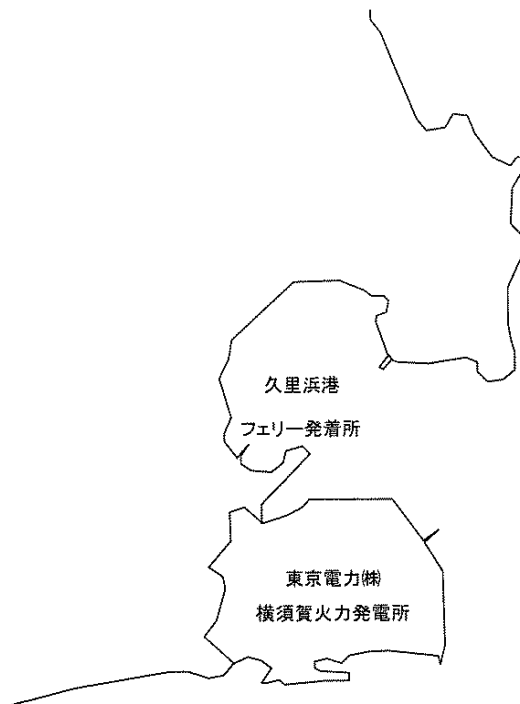 久里浜港
フェリー発着所
東京電力㈱
横須賀火力発電所